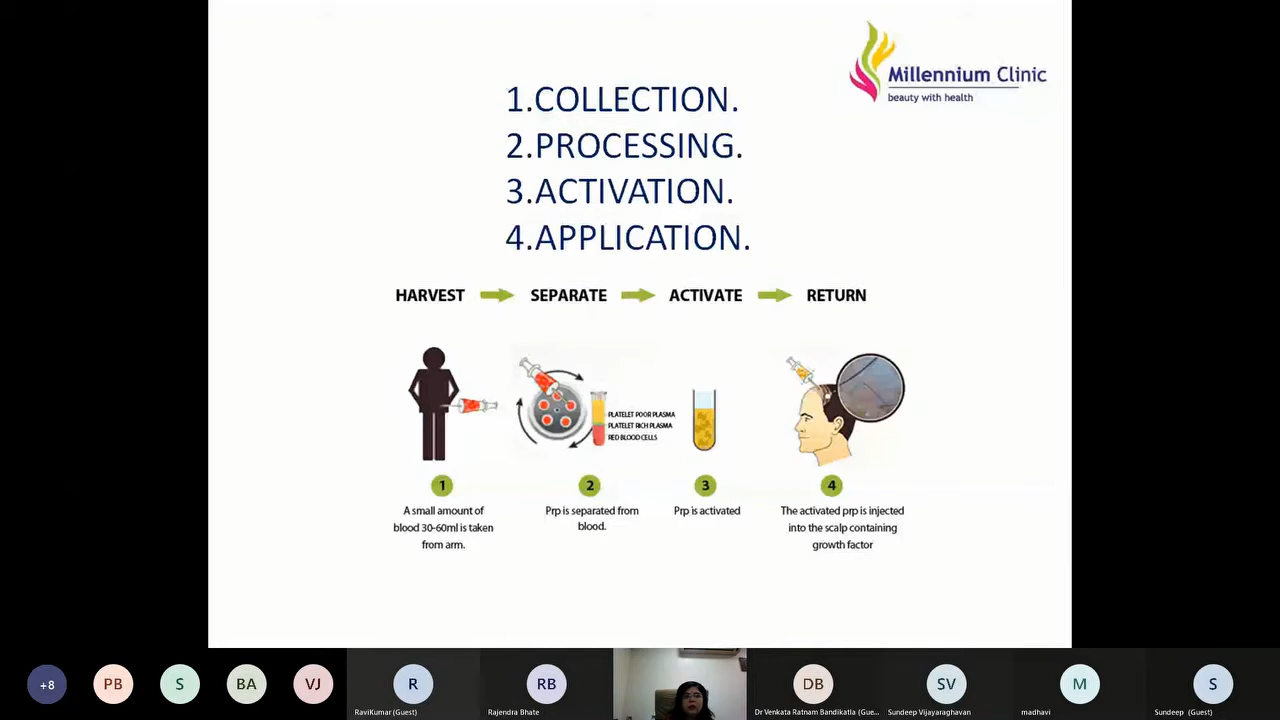 Millennium Clinic
beauty with health
1.COLLECTION.
2.PROCESSING.
3.ACTIVATION.
4.APPLICATION.
HARVEST SEPARATE ACTIVATE RETURN
PLATELET POOR PLASMA
PLATELET RICH PLASMA
RED BLOOD CELLS
1 2 3 4
A small amount of
blood 30-60ml is taken
from arm.
Prp is separated from
blood.
Prp is activated
The activated prp is injected
into the scalp containing
growth factor
+8 PB S BA VJ R RB DB SV M S
RaviKumar (Guest) Rajendra Bhate Dr Venkata Ratnam Bandikatla (Gue... Sundeep Vijayaraghavan madhavi Sundeep (Guest)